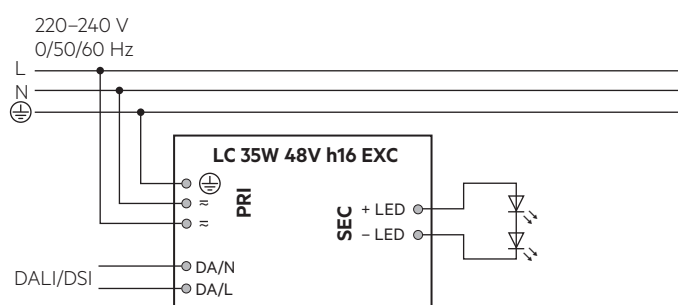 220–240 V
0/50/60 Hz
L
N
LC 35W 48V h16 EXC
PRI
≂
≂
SEC
+ LED
– LED
DALI/DSI
DA/N
DA/L